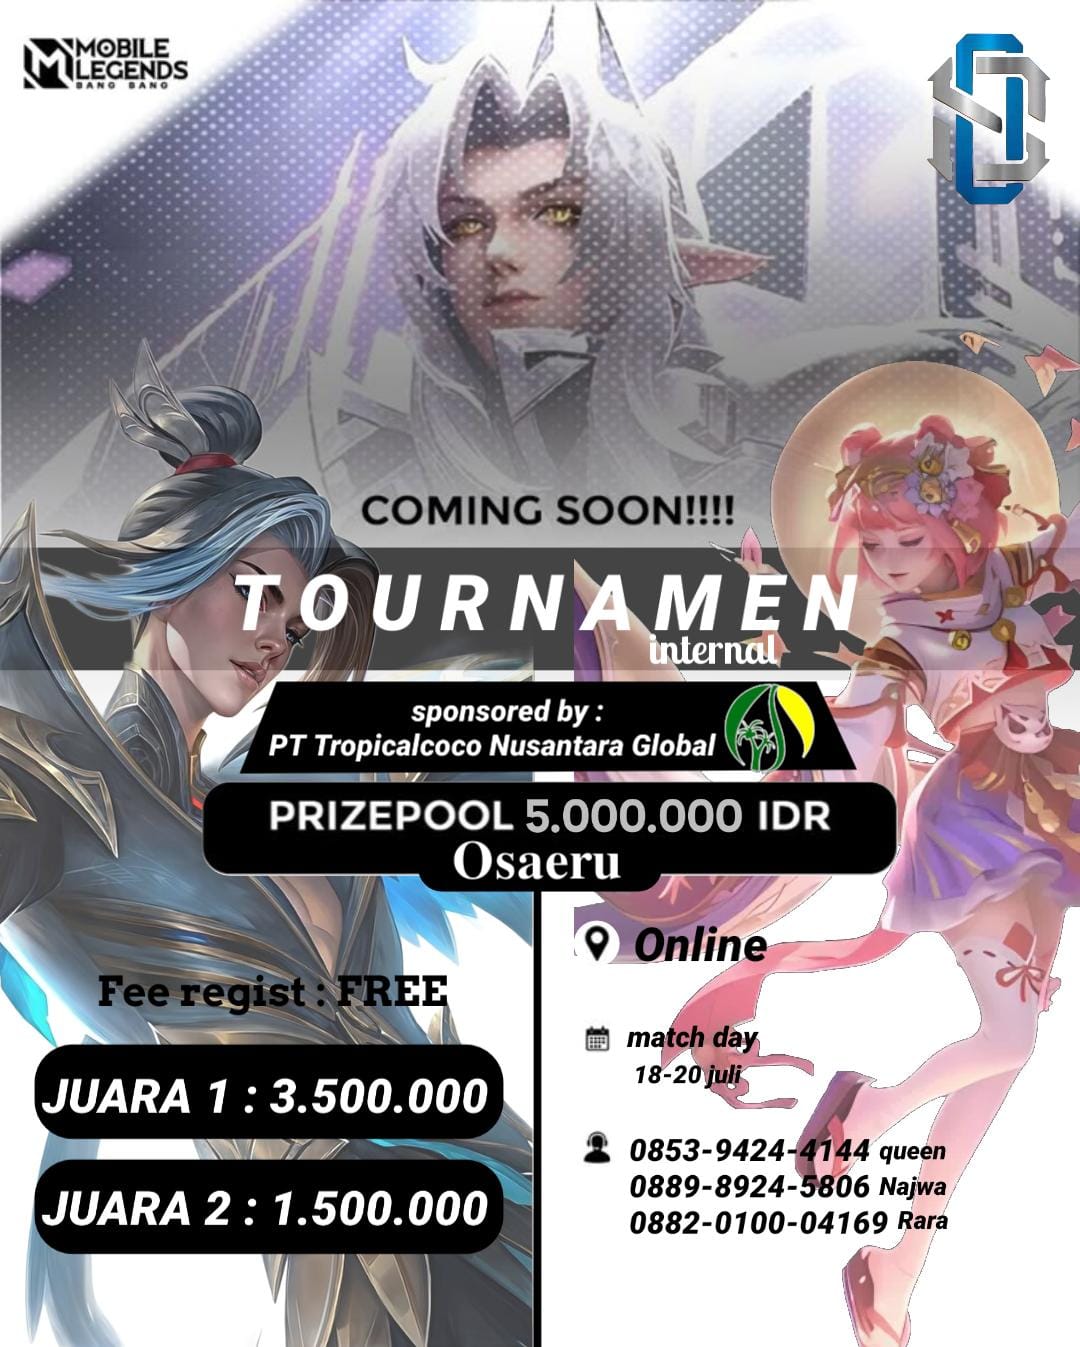 MOBILE
LEGENDS
BANG BANG
COMING SOON!!!!
TOURNAMEN
internal
sponsored by :
PT Tropicalcoco Nusantara Global
PRIZEPOOL 5.000.000 IDR
Osaeru
Fee regist : FREE
JUARA 1 : 3.500.000
JUARA 2 : 1.500.000
Online
match day
18-20 juli
0853-9424-4144 queen
0889-8924-5806 Najwa
0882-0100-04169 Rara